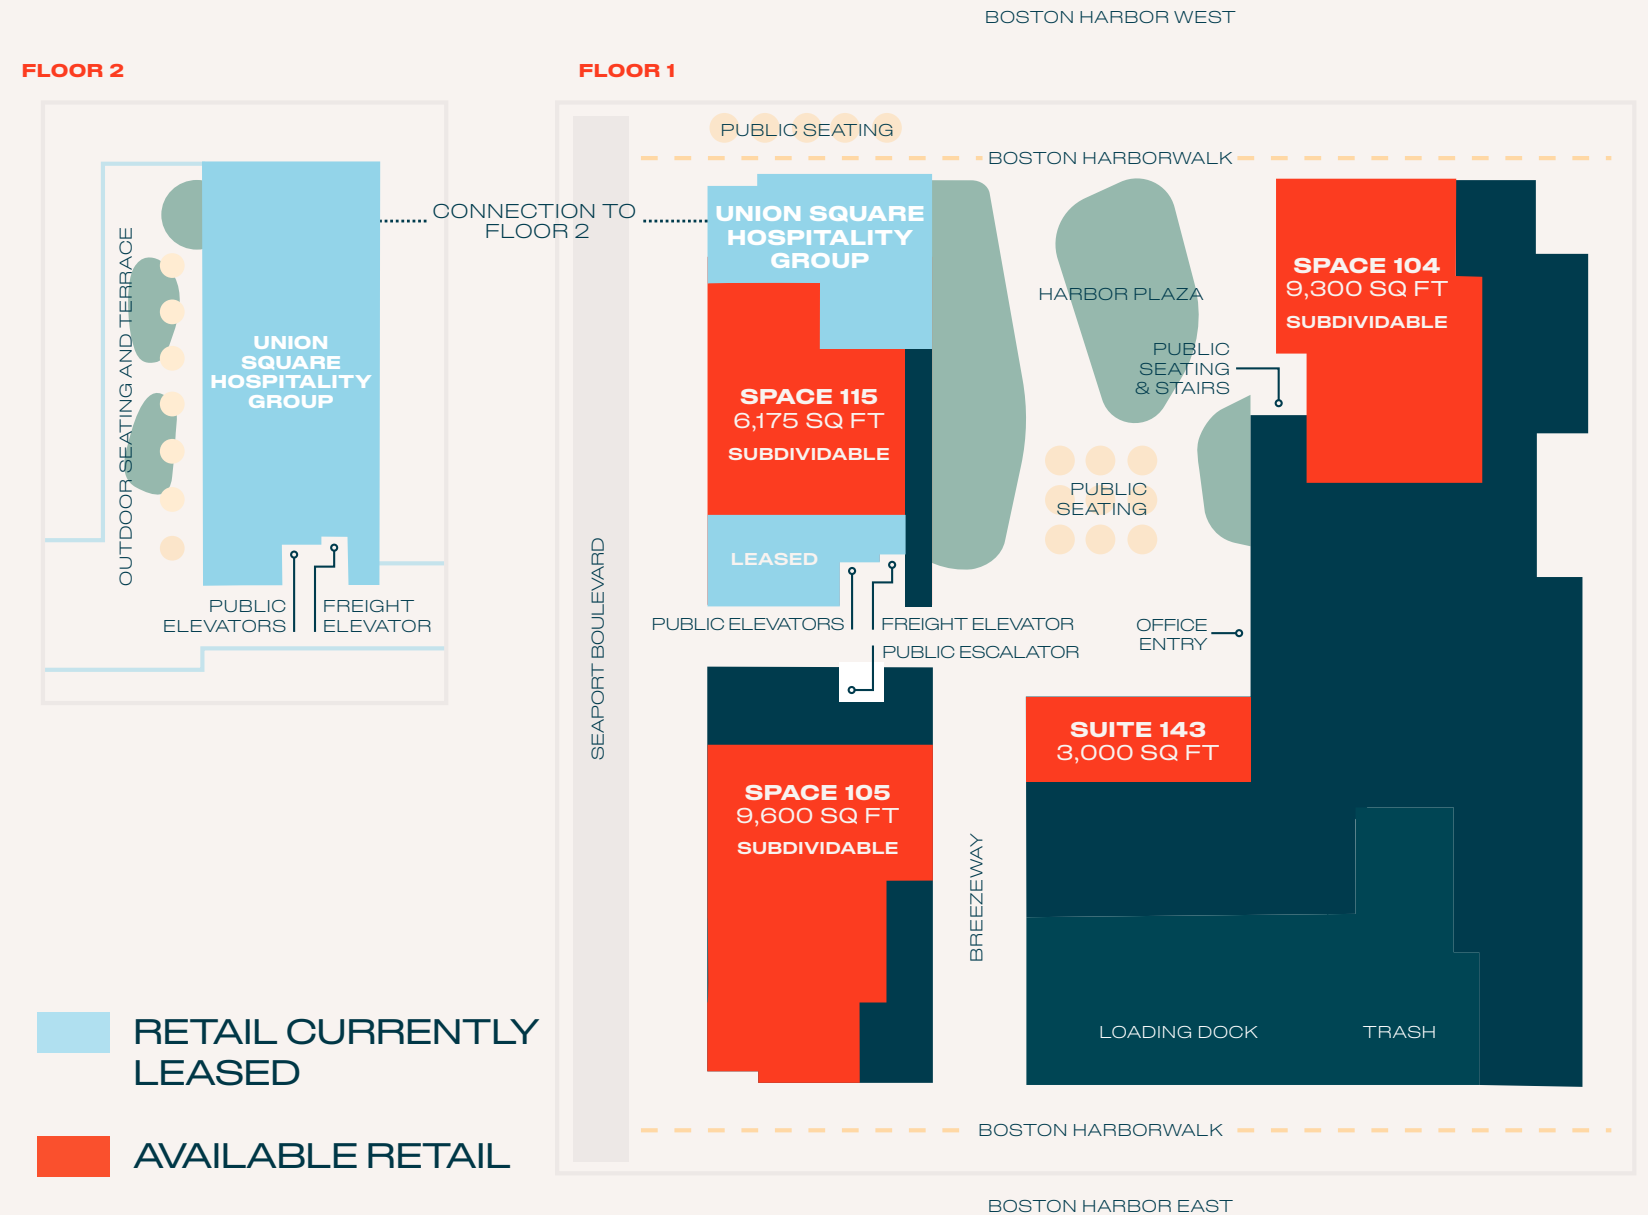 BOSTON HARBOR WEST
FLOOR 2
FLOOR 1
PUBLIC SEATING
BOSTON HARBORWALK
CONNECTION TO
FLOOR 2
OUTDOOR SEATING AND TERRACE
UNION
SQUARE
HOSPITALITY
GROUP
PUBLIC
ELEVATORS
FREIGHT
ELEVATOR
SEAPORT BOULEVARD
UNION SQUARE
HOSPITALITY
GROUP
SPACE 115
6,175 SQ FT
SUBDIVIDABLE
LEASED
PUBLIC ELEVATORS
FREIGHT ELEVATOR
PUBLIC ESCALATOR
HARBOR PLAZA
SPACE 104
9,300 SQ FT
SUBDIVIDABLE
PUBLIC
SEATING
& STAIRS
PUBLIC
SEATING
OFFICE
ENTRY
SUITE 143
3,000 SQ FT
SPACE 105
9,600 SQ FT
SUBDIVIDABLE
BREEZEWAY
LOADING DOCK
TRASH
RETAIL CURRENTLY
LEASED
AVAILABLE RETAIL
BOSTON HARBORWALK
BOSTON HARBOR EAST